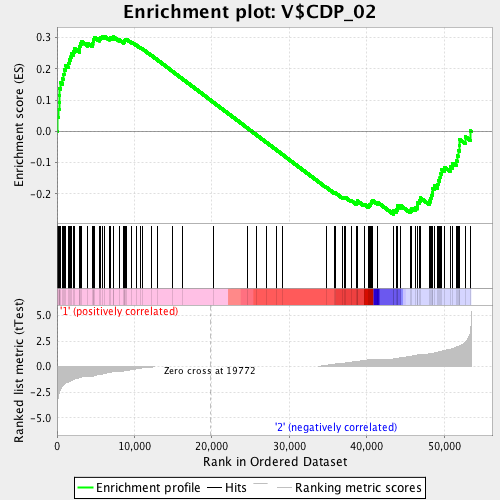 Enrichment plot: V$CDP_02
Enrichment score (ES)
0.3
0.2
0.1
0.0
-0.1
-0.2
'1' (positively correlated)
Ranked list metric (tTest)
5.0
2.5
0.0
-2.5
-5.0
Zero cross at 19772
'2' (negatively correlated)
0
10,000
20,000
30,000
40,000
50,000
Rank in Ordered Dataset
Enrichment profile
Hits
Ranking metric scores